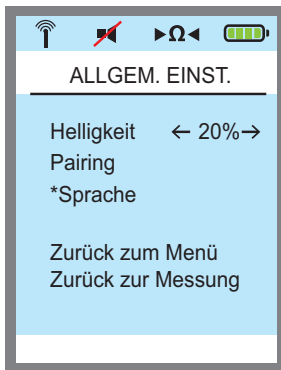 ►Ω◄
ALLGEM. EINST.
Helligkeit ← 20%→
Pairing
*Sprache
Zurück zum Menü
Zurück zur Messung